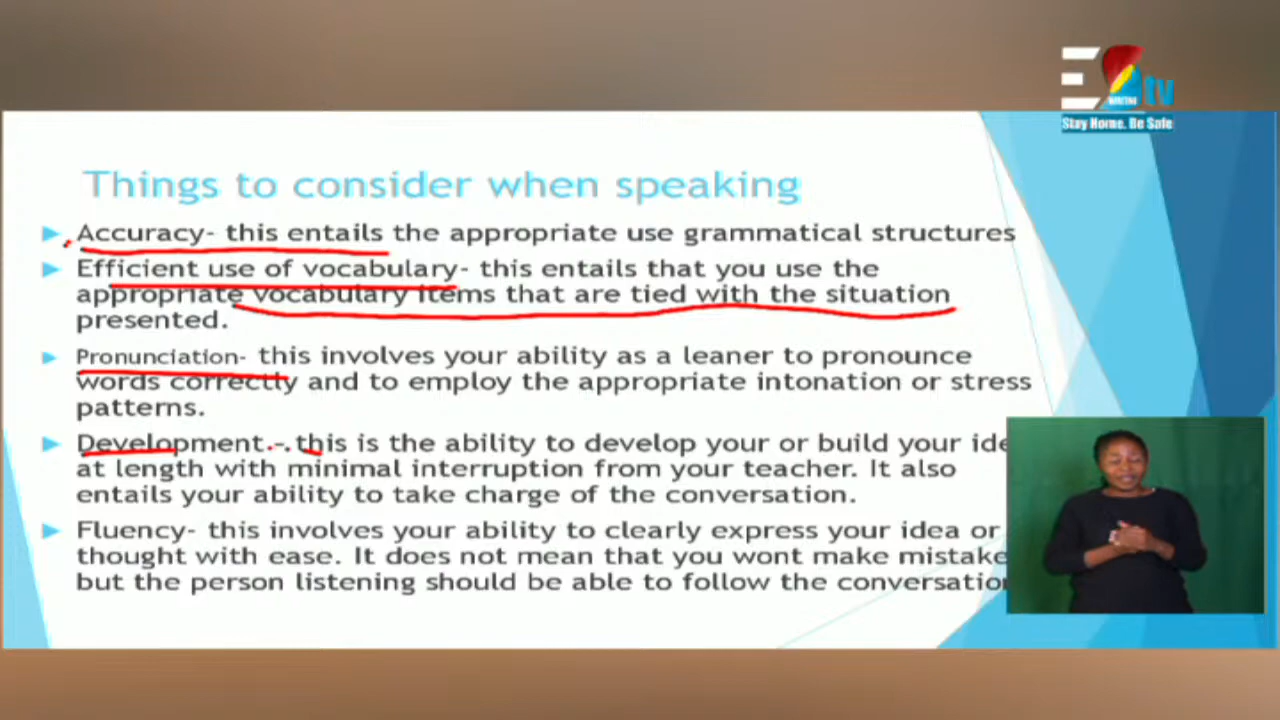 tv
Stay Home. Be Safe
Things to consider when speaking
Accuracy- this entails the appropriate use grammatical structures
Efficient use of vocabulary- this entails that you use the
appropriate vocabulary items that are tied with the situation
presented.
Pronunciation- this involves your ability as a leaner to pronounce
words correctly and to employ the appropriate intonation or stress
patterns.
Development.-. this is the ability to develop your or build your ide
at length with minimal interruption from your teacher. It also
entails your ability to take charge of the conversation.
Fluency- this involves your ability to clearly express your idea or
thought with ease. It does not mean that you wont make mistake
but the person listening should be able to follow the conversation